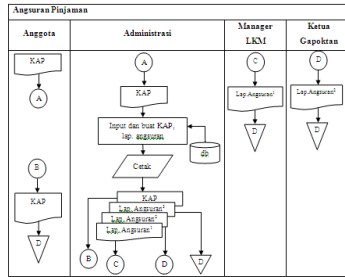 Angsuran Pinjaman
Anggota
Administrasi
Manager
LKM
Ketua
Gapoktan
KAP
A
B
KAP
D
A
KAP
Input dan buat KAP,
lap. angsuran
db
Cetak
KAP
Lap. Angsuran³
Lap. Angsuran²
Lap. Angsuran¹
B
C
D
D
C
Lap.Angsuran¹
D
D
Lap.Angsuran²
D